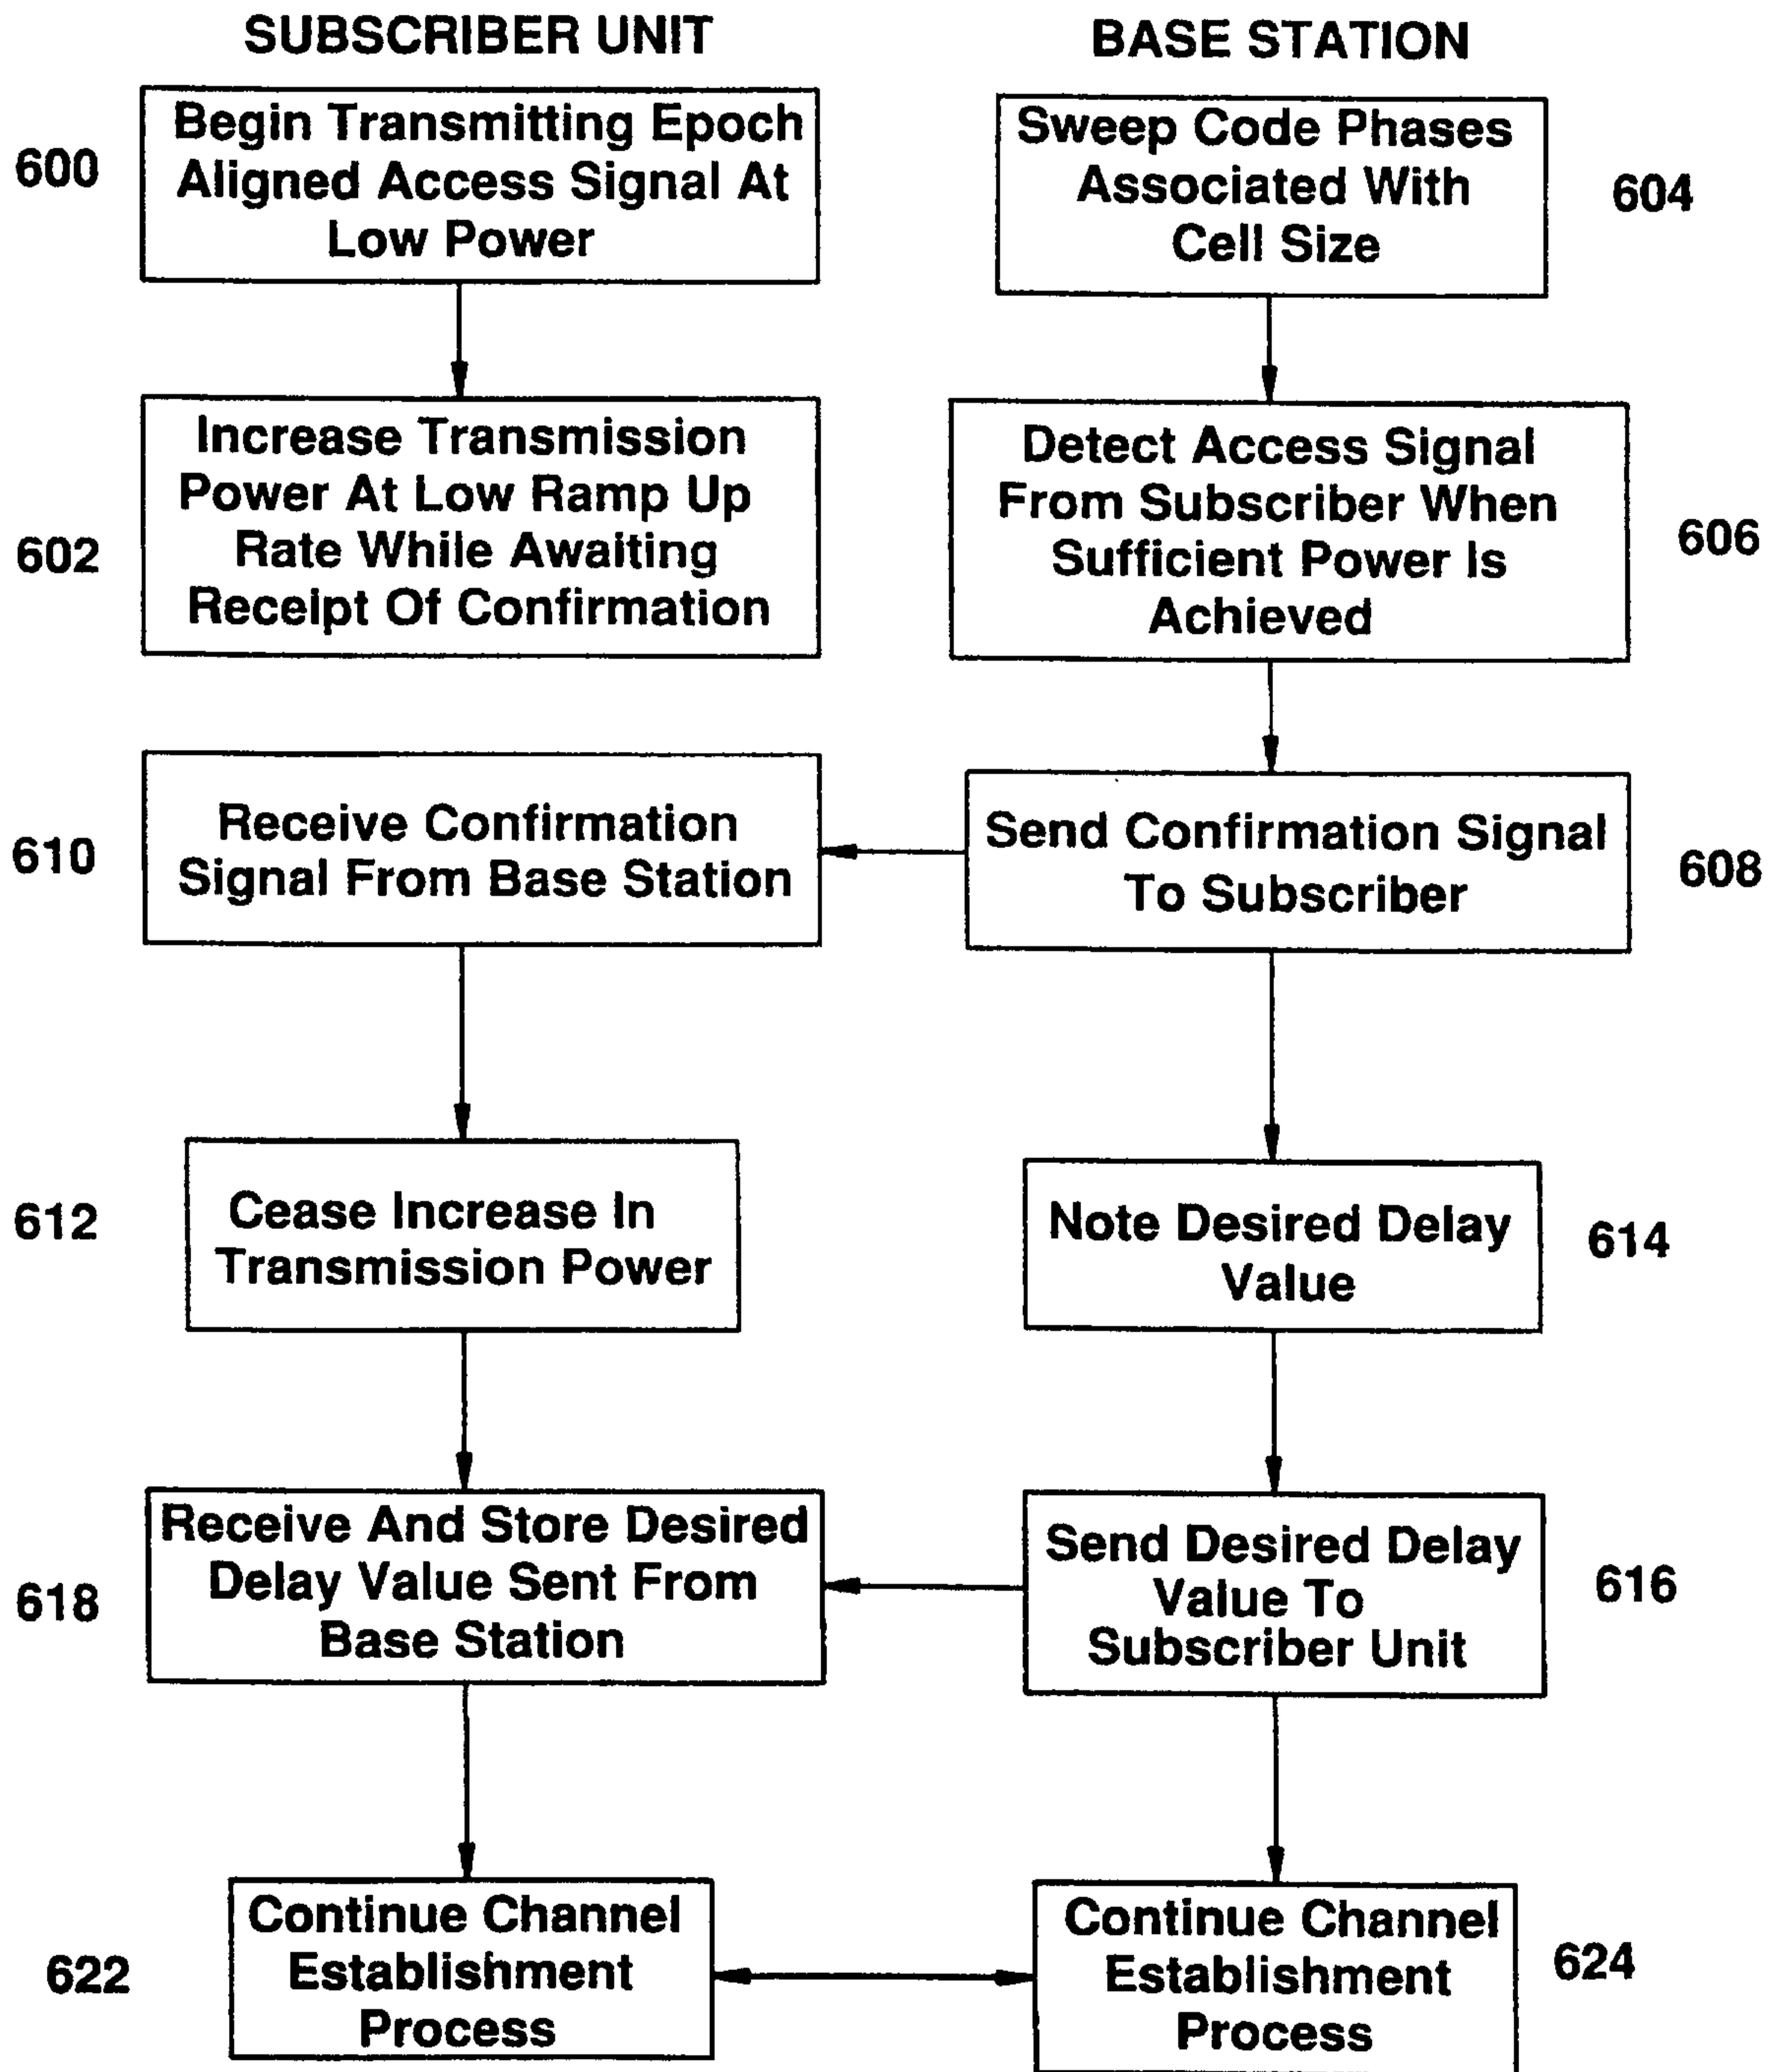 SUBSCRIBER UNIT
BASE STATION
600
Begin Transmitting Epoch
Aligned Access Signal At
Low Power
Sweep Code Phases
Associated With
Cell Size
604
602
Increase Transmission
Power At Low Ramp Up
Rate While Awaiting
Receipt Of Confirmation
Detect Access Signal
From Subscriber When
Sufficient Power Is
Achieved
606
610
Receive Confirmation
Signal From Base Station
Send Confirmation Signal
To Subscriber
608
612
Cease Increase In
Transmission Power
Note Desired Delay
Value
614
618
Receive And Store Desired
Delay Value Sent From
Base Station
Send Desired Delay
Value To
Subscriber Unit
616
622
Continue Channel
Establishment
Process
Continue Channel
Establishment
Process
624